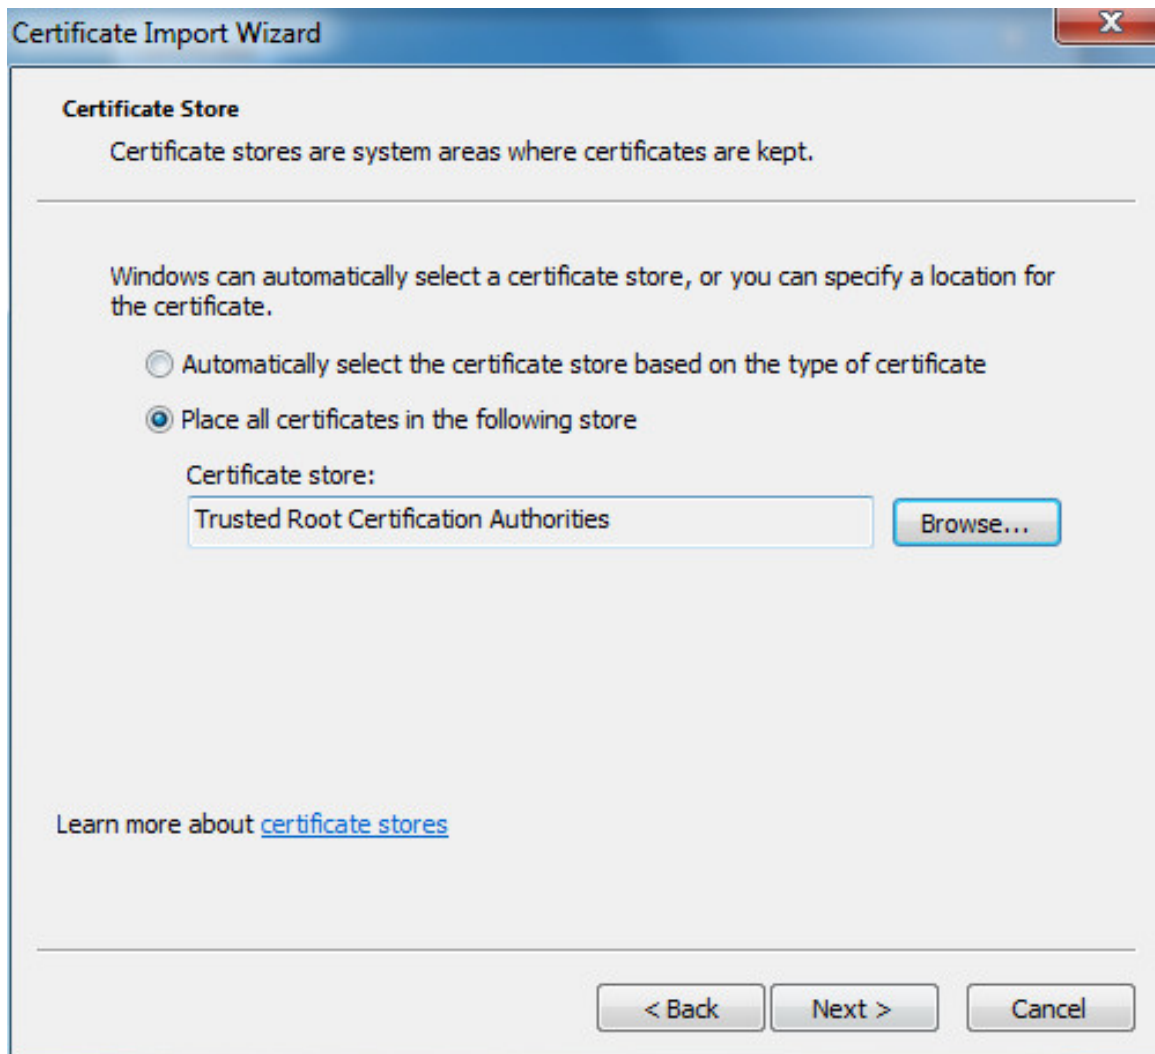 Certificate Import Wizard
X
Certificate Store
Certificate stores are system areas where certificates are kept.
Windows can automatically select a certificate store, or you can specify a location for
the certificate.
Automatically select the certificate store based on the type of certificate
Place all certificates in the following store
Certificate store:
Trusted Root Certification Authorities
Browse...
Learn more about certificate stores
< Back Next > Cancel